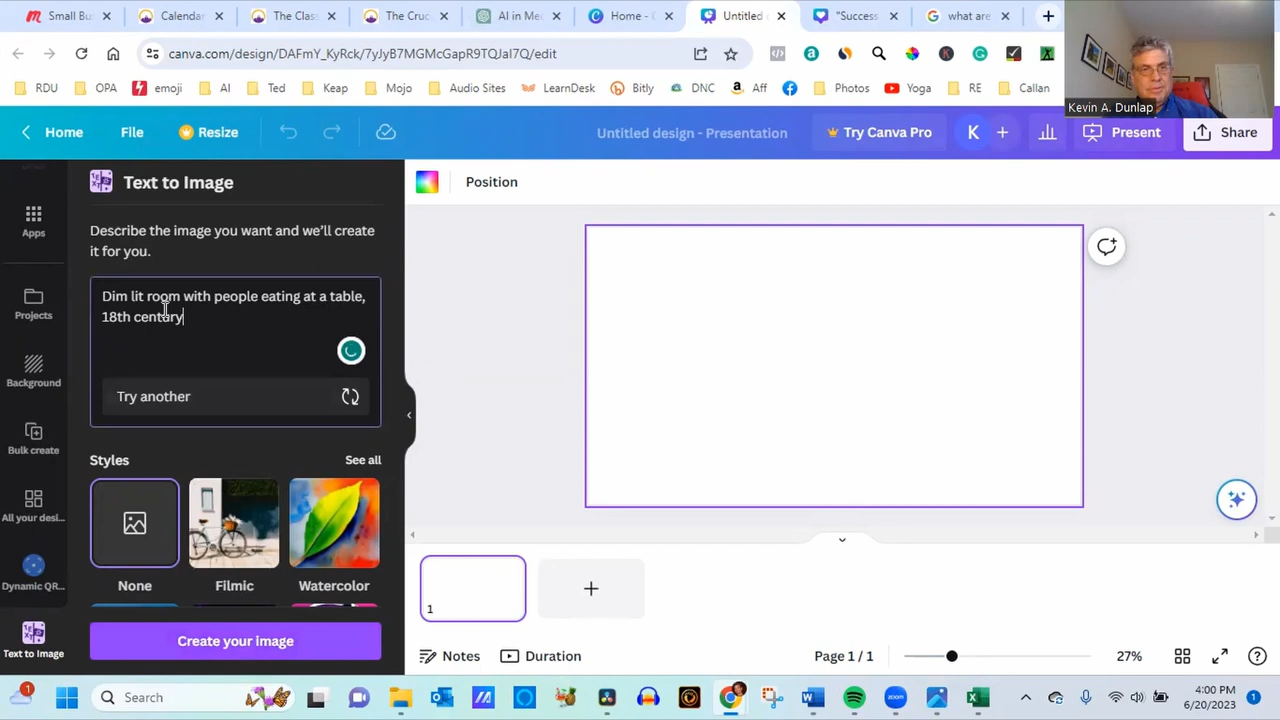 Small Bus
Calendar
The Class
The Cruc
AI in Me
Home - C
Untitled
"Success
what are
canva.com/design/DAFmY_KyRck/7yJyB7MGMcGapR9TQJaI7Q/edit
RDU
OPA
emoji
AI
Ted
Keap
Mojo
Audio Sites
LearnDesk
Bitly
DNC
Aff
Photos
Yoga
RE
Callan
Kevin A. Dunlap
Home
File
Resize
Untitled design - Presentation
Try Canva Pro
K
Present
Share
Text to Image
Position
Describe the image you want and we'll create
it for you.
Apps
Dim lit room with people eating at a table,
18th century
Projects
Background
Try another
Bulk create
Styles
See all
All your desi...
None
Filmic
Watercolor
Dynamic QR...
1
Create your image
Text to Image
Notes
Duration
Page 1 / 1
27%
1
Search
4:00 PM
6/20/2023
1